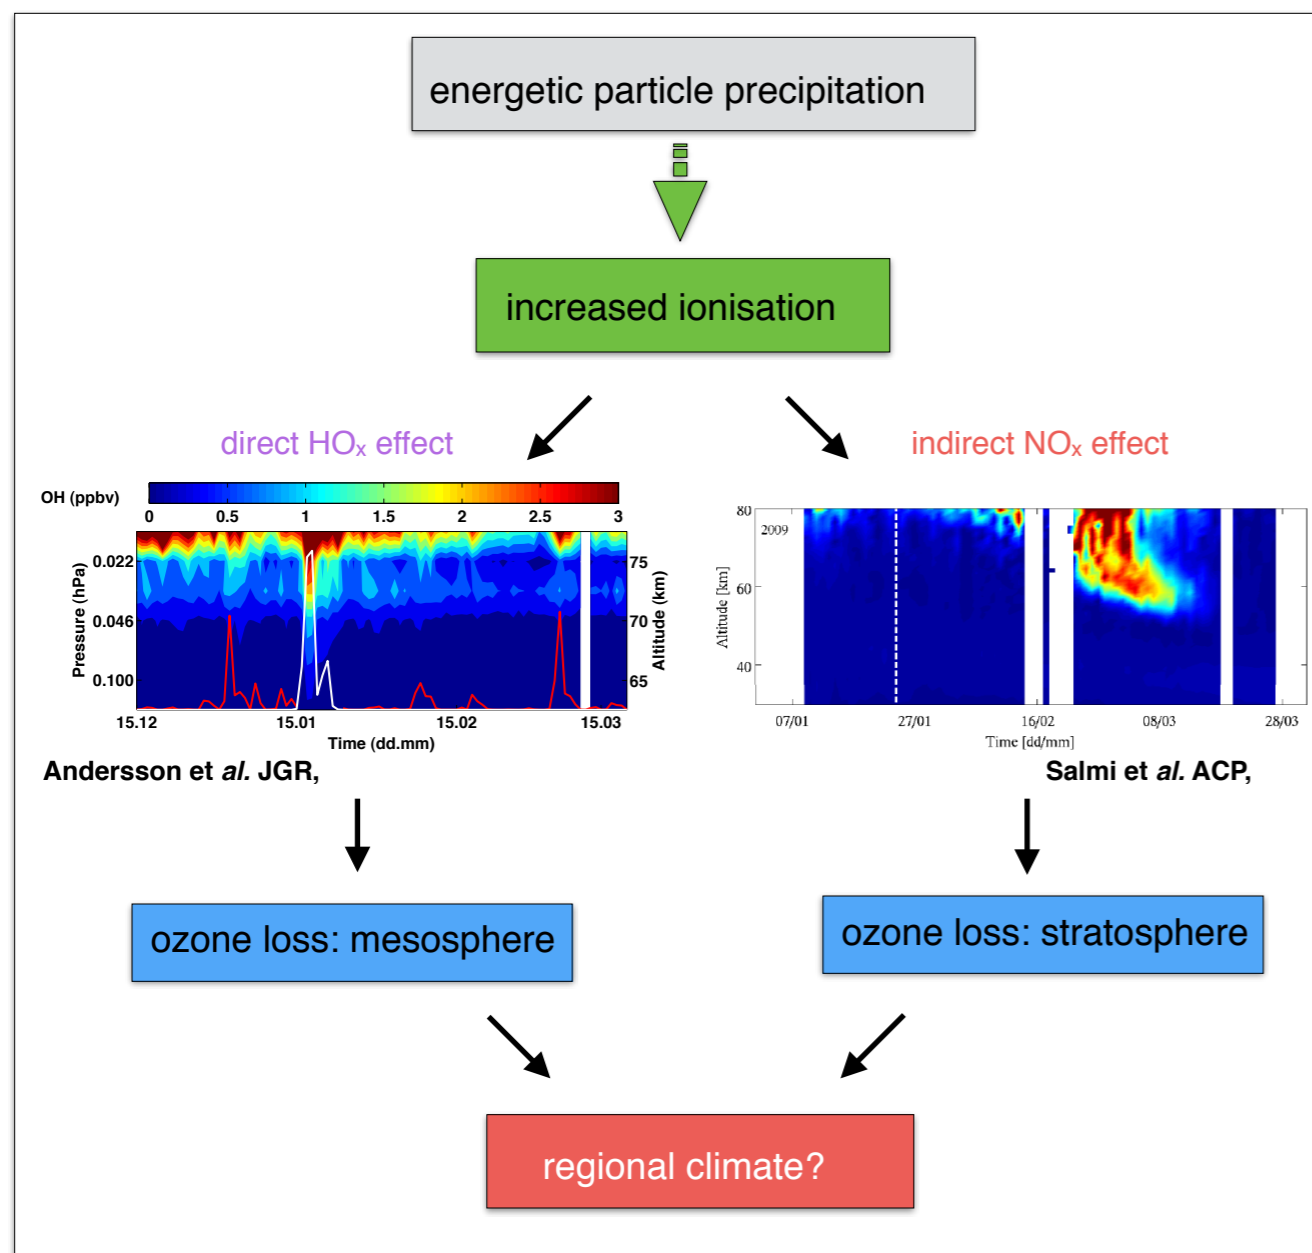 energetic particle precipitation
increased ionisation
direct HOₓ effect
indirect NOₓ effect
OH (ppbv)
0 0.5 1 1.5 2 2.5 3
Pressure (hPa)
0.022
0.046
0.100
75
70
65
Altitude (km)
15.12 15.01 15.02 15.03
Time (dd.mm)
2009
Altitude [km]
80
60
40
07/01 27/01 16/02 08/03 28/03
Time [dd/mm]
Andersson et al. JGR,
Salmi et al. ACP,
ozone loss: mesosphere
ozone loss: stratosphere
regional climate?